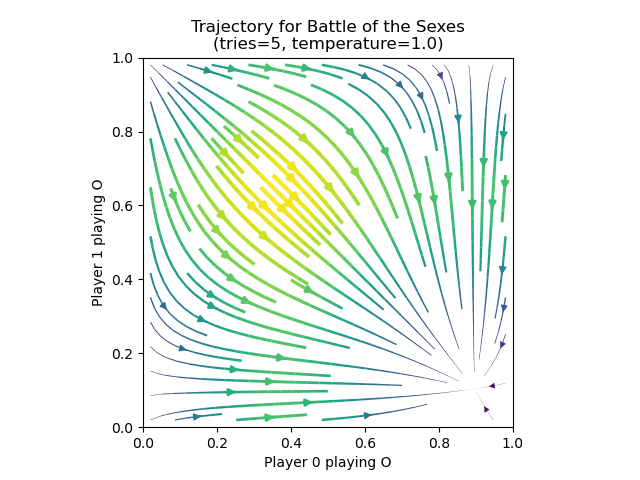 Trajectory for Battle of the Sexes
(tries=5, temperature=1.0)
1.0
0.8
0.6
0.4
0.2
0.0
Player 1 playing O
0.0 0.2 0.4 0.6 0.8 1.0
Player 0 playing O